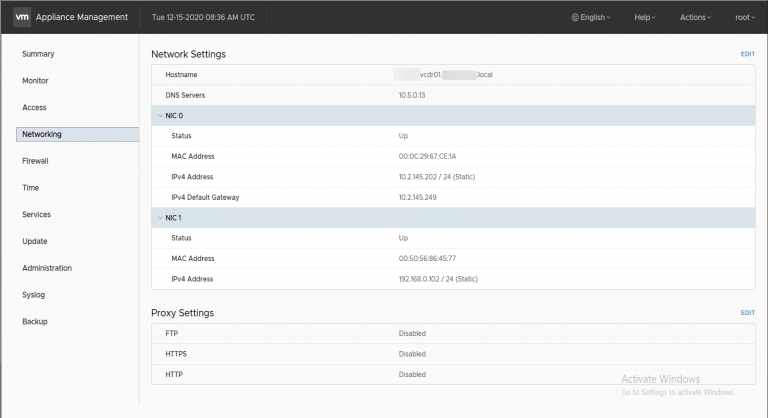 vm Appliance Management Tue 12-15-2020 08:36 AM UTC English Help Actions root
Summary
Monitor
Access
Networking
Firewall
Time
Services
Update
Administration
Syslog
Backup
Network Settings EDIT
Hostname vcdr01. .local
DNS Servers 10.5.0.13
NIC 0
Status Up
MAC Address 00:0C:29:67:CE:1A
IPv4 Address 10.2.145.202 / 24 (Static)
IPv4 Default Gateway 10.2.145.249
NIC 1
Status Up
MAC Address 00:50:56:86:45:77
IPv4 Address 192.168.0.102 / 24 (Static)
Proxy Settings EDIT
FTP Disabled
HTTPS Disabled
HTTP Disabled
Activate Windows
Go to Settings to activate Windows.